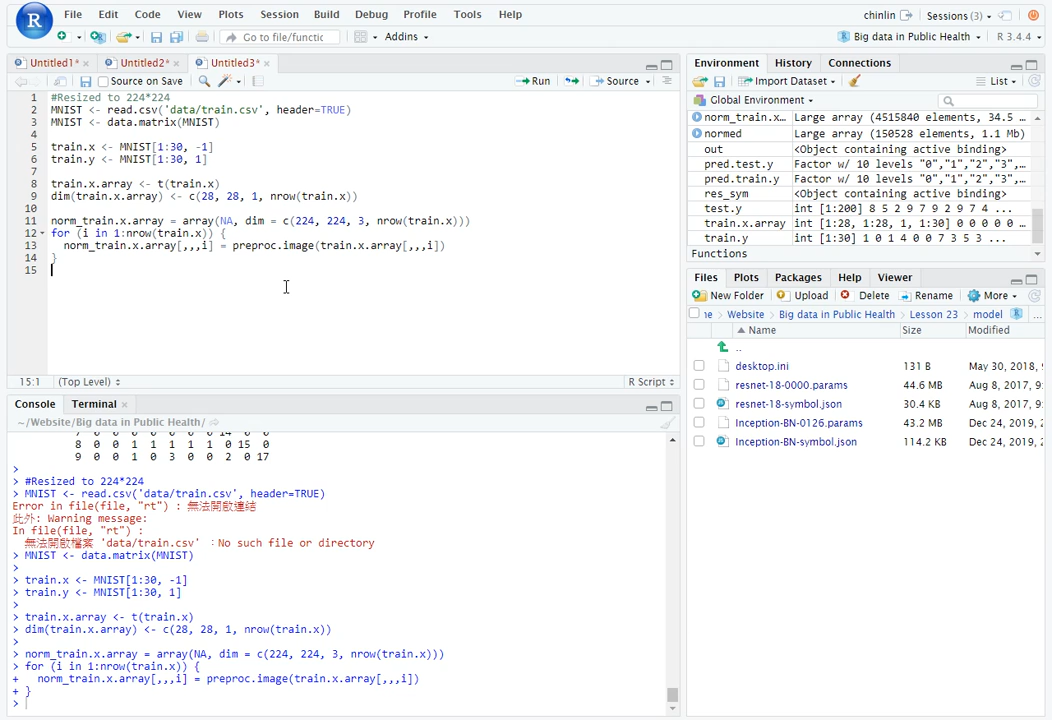 File Edit Code View Plots Session Build Debug Profile Tools Help
chinlin Sessions (3)
Go to file/functic Addins
Big data in Public Health R 3.4.4
Untitled1* Untitled2* Untitled3*
Source on Save Run Source
1 #Resized to 224*224
2 MNIST <- read.csv('data/train.csv', header=TRUE)
3 MNIST <- data.matrix(MNIST)
4
5 train.x <- MNIST[1:30, -1]
6 train.y <- MNIST[1:30, 1]
7
8 train.x.array <- t(train.x)
9 dim(train.x.array) <- c(28, 28, 1, nrow(train.x))
10
11 norm_train.x.array = array(NA, dim = c(224, 224, 3, nrow(train.x)))
12 for (i in 1:nrow(train.x)) {
13 norm_train.x.array[,,,i] = preproc.image(train.x.array[,,,i])
14 }
15
15:1 (Top Level) R Script
Console Terminal
~/Website/Big data in Public Health/
8 0 0 1 1 1 1 1 0 15 0
9 0 0 1 0 3 0 0 2 0 17
>
> #Resized to 224*224
> MNIST <- read.csv('data/train.csv', header=TRUE)
Error in file(file, "rt") : 無法開啟連結
此外: Warning message:
In file(file, "rt") :
無法開啟檔案 'data/train.csv' ：No such file or directory
> MNIST <- data.matrix(MNIST)
>
> train.x <- MNIST[1:30, -1]
> train.y <- MNIST[1:30, 1]
>
> train.x.array <- t(train.x)
> dim(train.x.array) <- c(28, 28, 1, nrow(train.x))
>
> norm_train.x.array = array(NA, dim = c(224, 224, 3, nrow(train.x)))
> for (i in 1:nrow(train.x)) {
+ norm_train.x.array[,,,i] = preproc.image(train.x.array[,,,i])
+ }
>
Environment History Connections
Import Dataset List
Global Environment
norm_train.x… Large array (4515840 elements, 34.5 …
normed Large array (150528 elements, 1.1 Mb)
out <Object containing active binding>
pred.test.y Factor w/ 10 levels "0","1","2","3",…
pred.train.y Factor w/ 10 levels "0","1","2","3",…
res_sym <Object containing active binding>
test.y int [1:200] 8 5 2 9 7 9 2 9 7 4 ...
train.x.array int [1:28, 1:28, 1, 1:30] 0 0 0 0 0 …
train.y int [1:30] 1 0 1 4 0 0 7 3 5 3 ...
Functions
Files Plots Packages Help Viewer
New Folder Upload Delete Rename More
me Website Big data in Public Health Lesson 23 model ...
Name Size Modified
..
desktop.ini 131 B May 30, 2018,
resnet-18-0000.params 44.6 MB Aug 8, 2017, 9:
resnet-18-symbol.json 30.4 KB Aug 8, 2017, 9:
Inception-BN-0126.params 43.2 MB Dec 24, 2019, 2
Inception-BN-symbol.json 114.2 KB Dec 24, 2019, 2